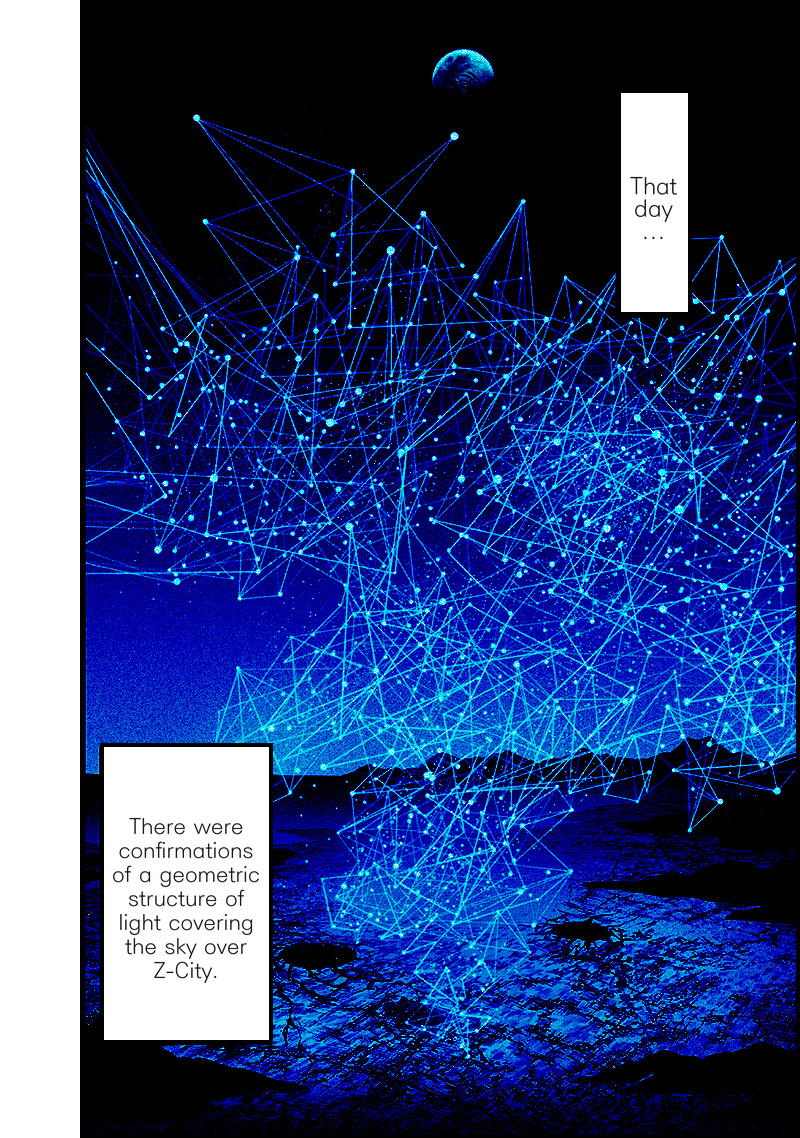 That
day
...
There were
confirmations
of a geometric
structure of
light covering
the sky over
Z-City.